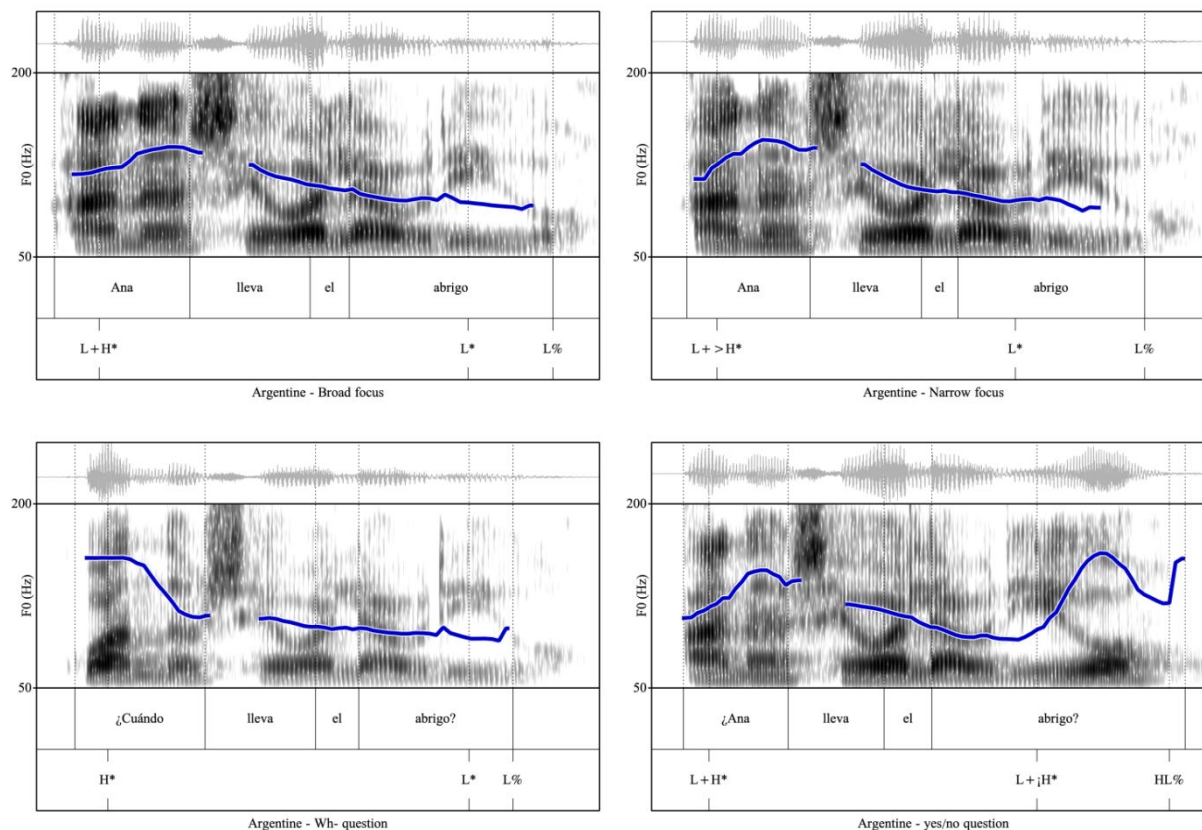 200
F0 (Hz)
50
Ana lleva el abrigo
L+H* L* L%
Argentine - Broad focus
200
F0 (Hz)
50
Ana lleva el abrigo
L+>H* L* L%
Argentine - Narrow focus
200
F0 (Hz)
50
¿Cuándo lleva el abrigo?
H* L* L%
Argentine - Wh- question
200
F0 (Hz)
50
¿Ana lleva el abrigo?
L+H* L+¡H* HL%
Argentine - yes/no question